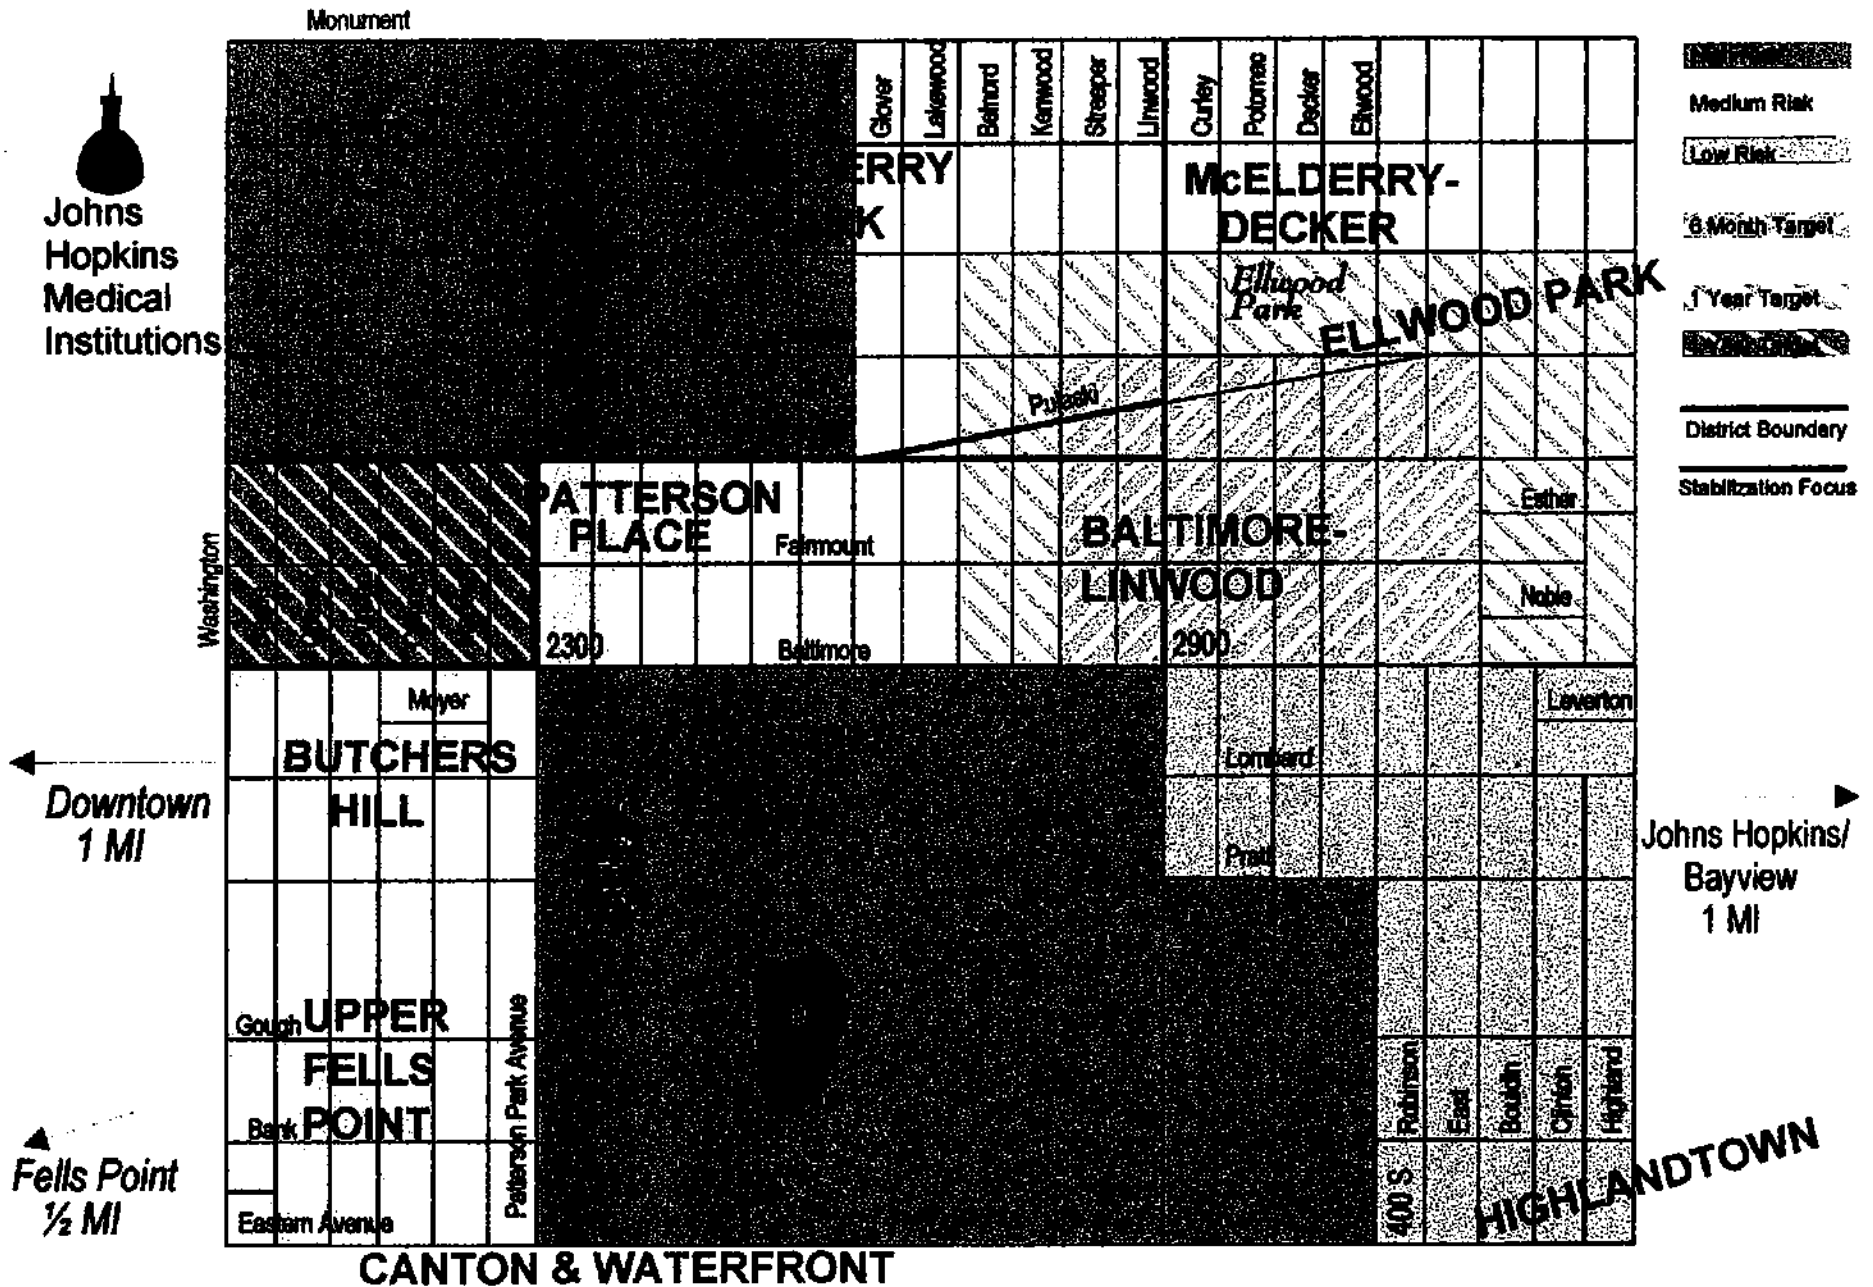 Monument
Johns
Hopkins
Medical
Institutions
Glover
Lakewood
Belnord
Kenwood
Streeper
Linwood
Curley
Potomac
Decker
Ellwood
ERRY
K
McELDERRY-
DECKER
Ellwood
Park
ELLWOOD PARK
Pulaski
Medium Risk
Low Risk
6 Month Target
1 Year Target
District Boundary
Stabilization Focus
Washington
PATTERSON
PLACE
Fairmount
2300
Baltimore
BALTIMORE-
LINWOOD
2900
Esther
Noble
Moyer
BUTCHERS
HILL
Downtown
1 MI
Leverton
Lombard
Pratt
Johns Hopkins/
Bayview
1 MI
Gough
UPPER
FELLS
POINT
Bank
Patterson Park Avenue
Eastern Avenue
Fells Point
½ MI
Robinson
East
Bouldin
Clinton
Highland
400 S
HIGHLANDTOWN
CANTON & WATERFRONT